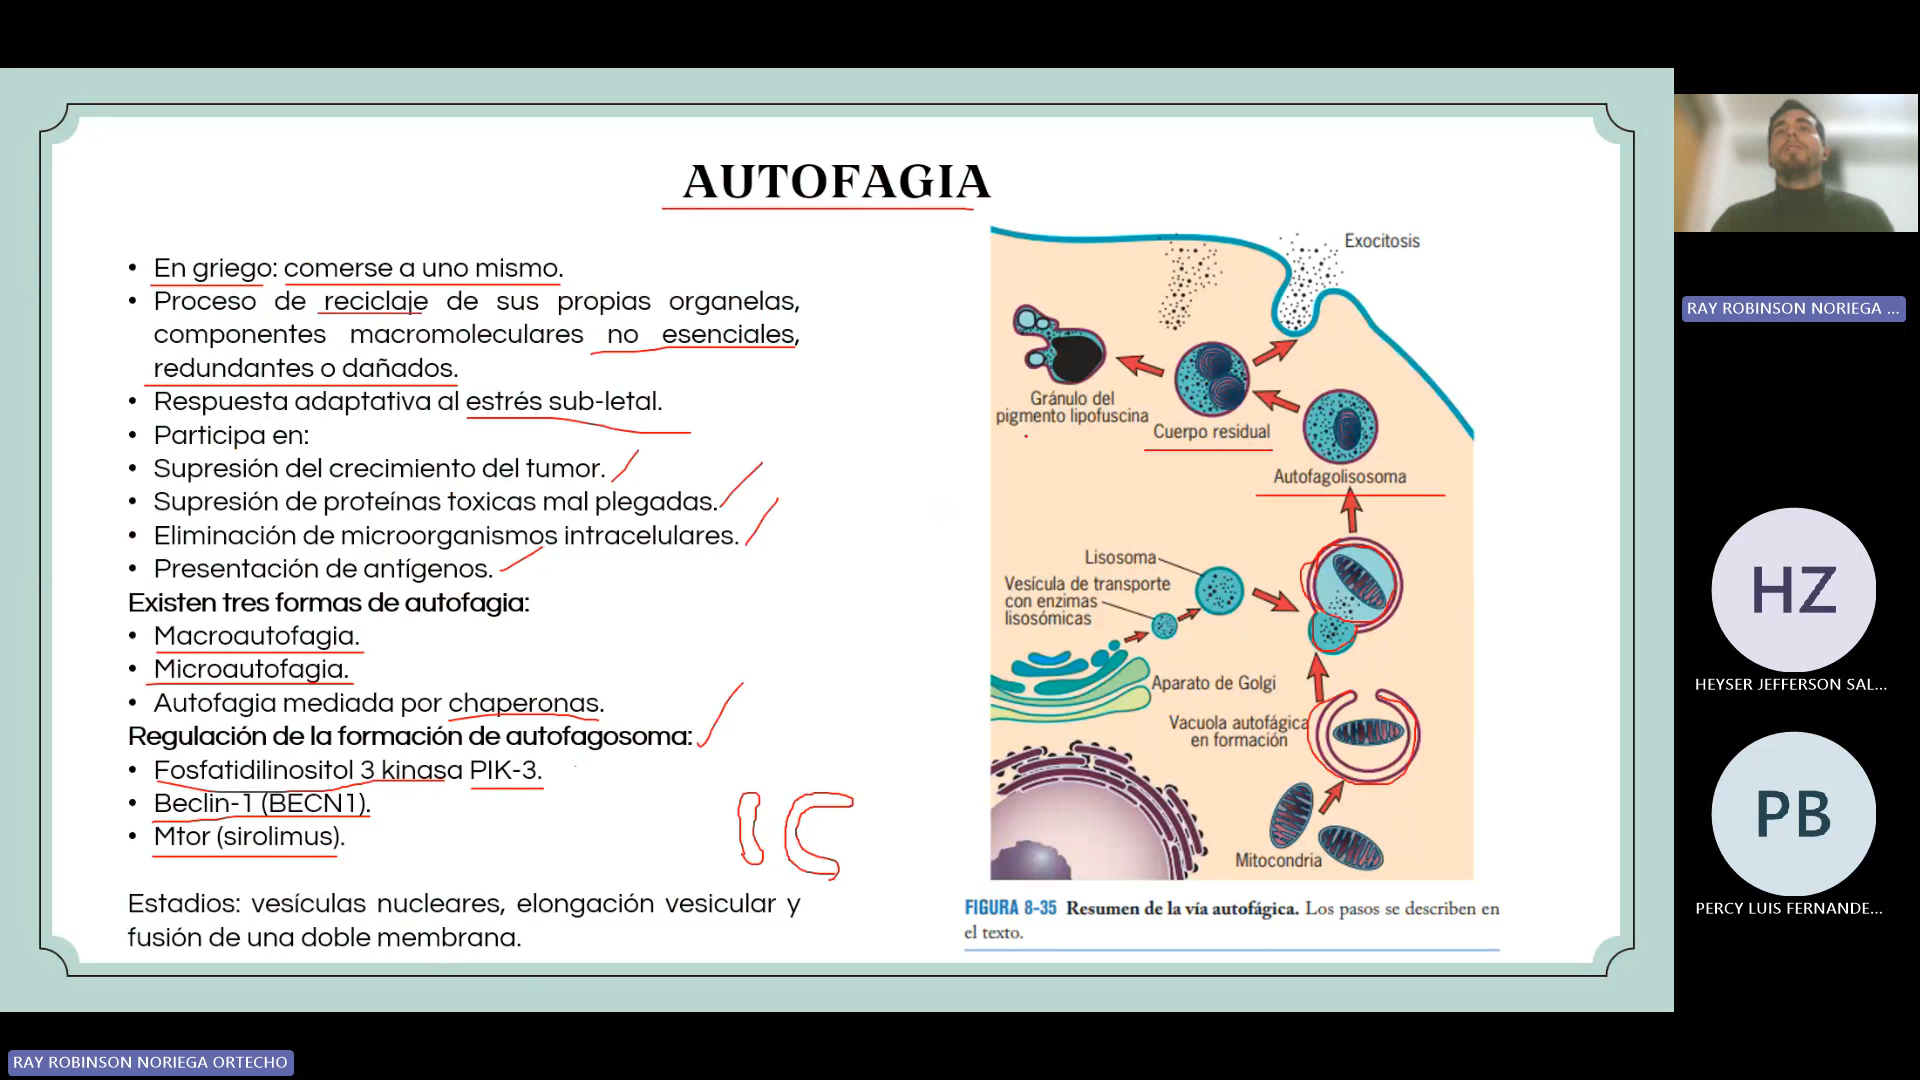 AUTOFAGIA
• En griego: comerse a uno mismo.
• Proceso de reciclaje de sus propias organelas,
componentes macromoleculares no esenciales,
redundantes o dañados.
• Respuesta adaptativa al estrés sub-letal.
• Participa en:
• Supresión del crecimiento del tumor.
• Supresión de proteínas toxicas mal plegadas.
• Eliminación de microorganismos intracelulares.
• Presentación de antígenos.
Existen tres formas de autofagia:
• Macroautofagia.
• Microautofagia.
• Autofagia mediada por chaperonas.
Regulación de la formación de autofagosoma:
• Fosfatidilinositol 3 kinasa PIK-3.
• Beclin-1 (BECN1).
• Mtor (sirolimus).
Estadios: vesículas nucleares, elongación vesicular y
fusión de una doble membrana.
Exocitosis
Gránulo del
pigmento lipofuscina
Cuerpo residual
Autofagolisosoma
Lisosoma
Vesícula de transporte
con enzimas
lisosómicas
Aparato de Golgi
Vacuola autofágica
en formación
Mitocondria
FIGURA 8-35 Resumen de la vía autofágica. Los pasos se describen en
el texto.
RAY ROBINSON NORIEGA ...
HZ
HEYSER JEFFERSON SAL...
PB
PERCY LUIS FERNANDE...
RAY ROBINSON NORIEGA ORTECHO